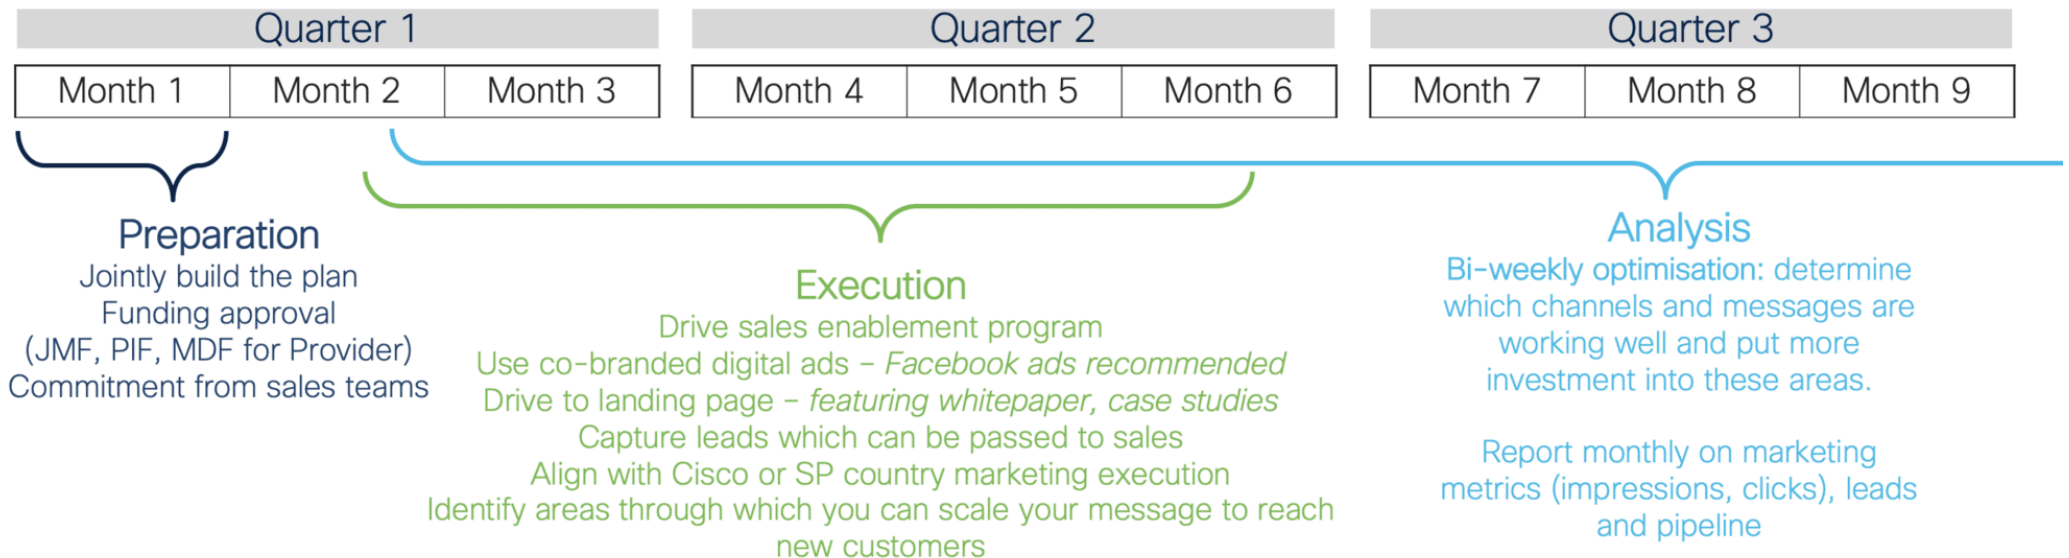 Quarter 1
Quarter 2
Quarter 3
Month 1
Month 2
Month 3
Month 4
Month 5
Month 6
Month 7
Month 8
Month 9
Preparation
Jointly build the plan
Funding approval
(JMF, PIF, MDF for Provider)
Commitment from sales teams
Execution
Drive sales enablement program
Use co-branded digital ads – Facebook ads recommended
Drive to landing page – featuring whitepaper, case studies
Capture leads which can be passed to sales
Align with Cisco or SP country marketing execution
Identify areas through which you can scale your message to reach
new customers
Analysis
Bi-weekly optimisation: determine
which channels and messages are
working well and put more
investment into these areas.
Report monthly on marketing
metrics (impressions, clicks), leads
and pipeline